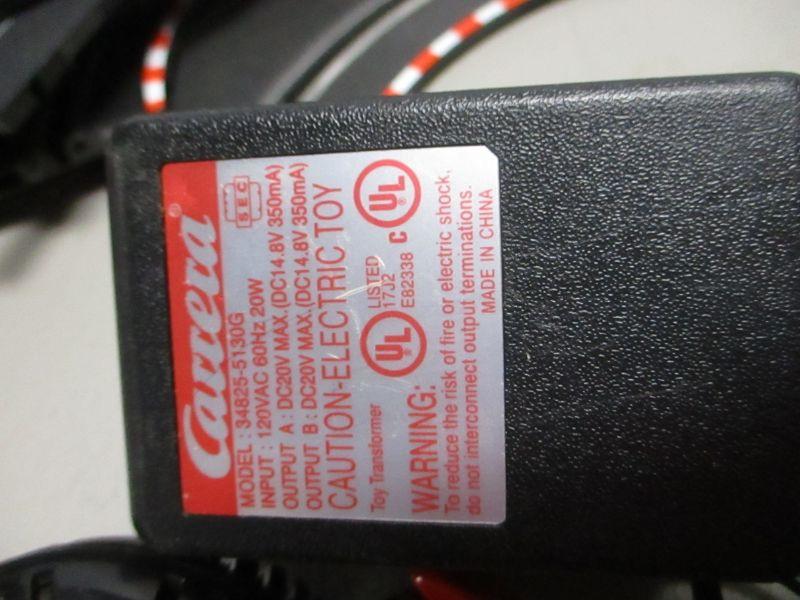 Carrera®
SEC
MODEL : 34825-5130G
INPUT : 120VAC 60Hz 20W
OUTPUT A : DC20V MAX.(DC14.8V 350mA)
OUTPUT B : DC20V MAX.(DC14.8V 350mA)
CAUTION-ELECTRIC TOY
Toy Transformer
UL
LISTED
17J2
E82338
C UL
WARNING:
To reduce the risk of fire or electric shock,
do not interconnect output terminations.
MADE IN CHINA